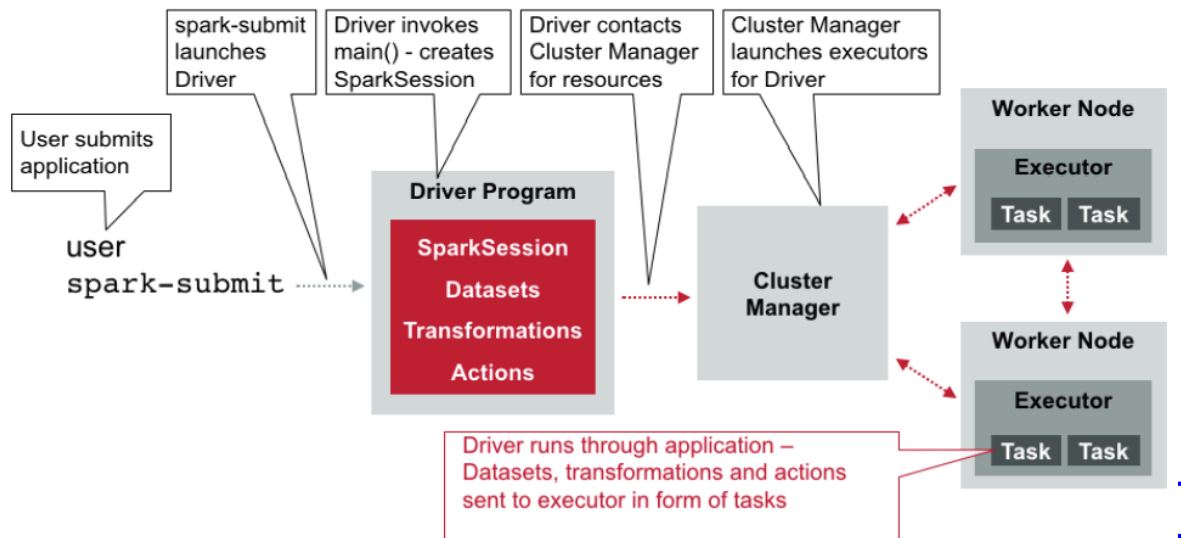 spark-submit
launches
Driver
Driver invokes
main() - creates
SparkSession
Driver contacts
Cluster Manager
for resources
Cluster Manager
launches executors
for Driver
User submits
application
user
spark-submit
Driver Program
SparkSession
Datasets
Transformations
Actions
Cluster
Manager
Worker Node
Executor
Task Task
Worker Node
Executor
Task Task
Driver runs through application –
Datasets, transformations and actions
sent to executor in form of tasks